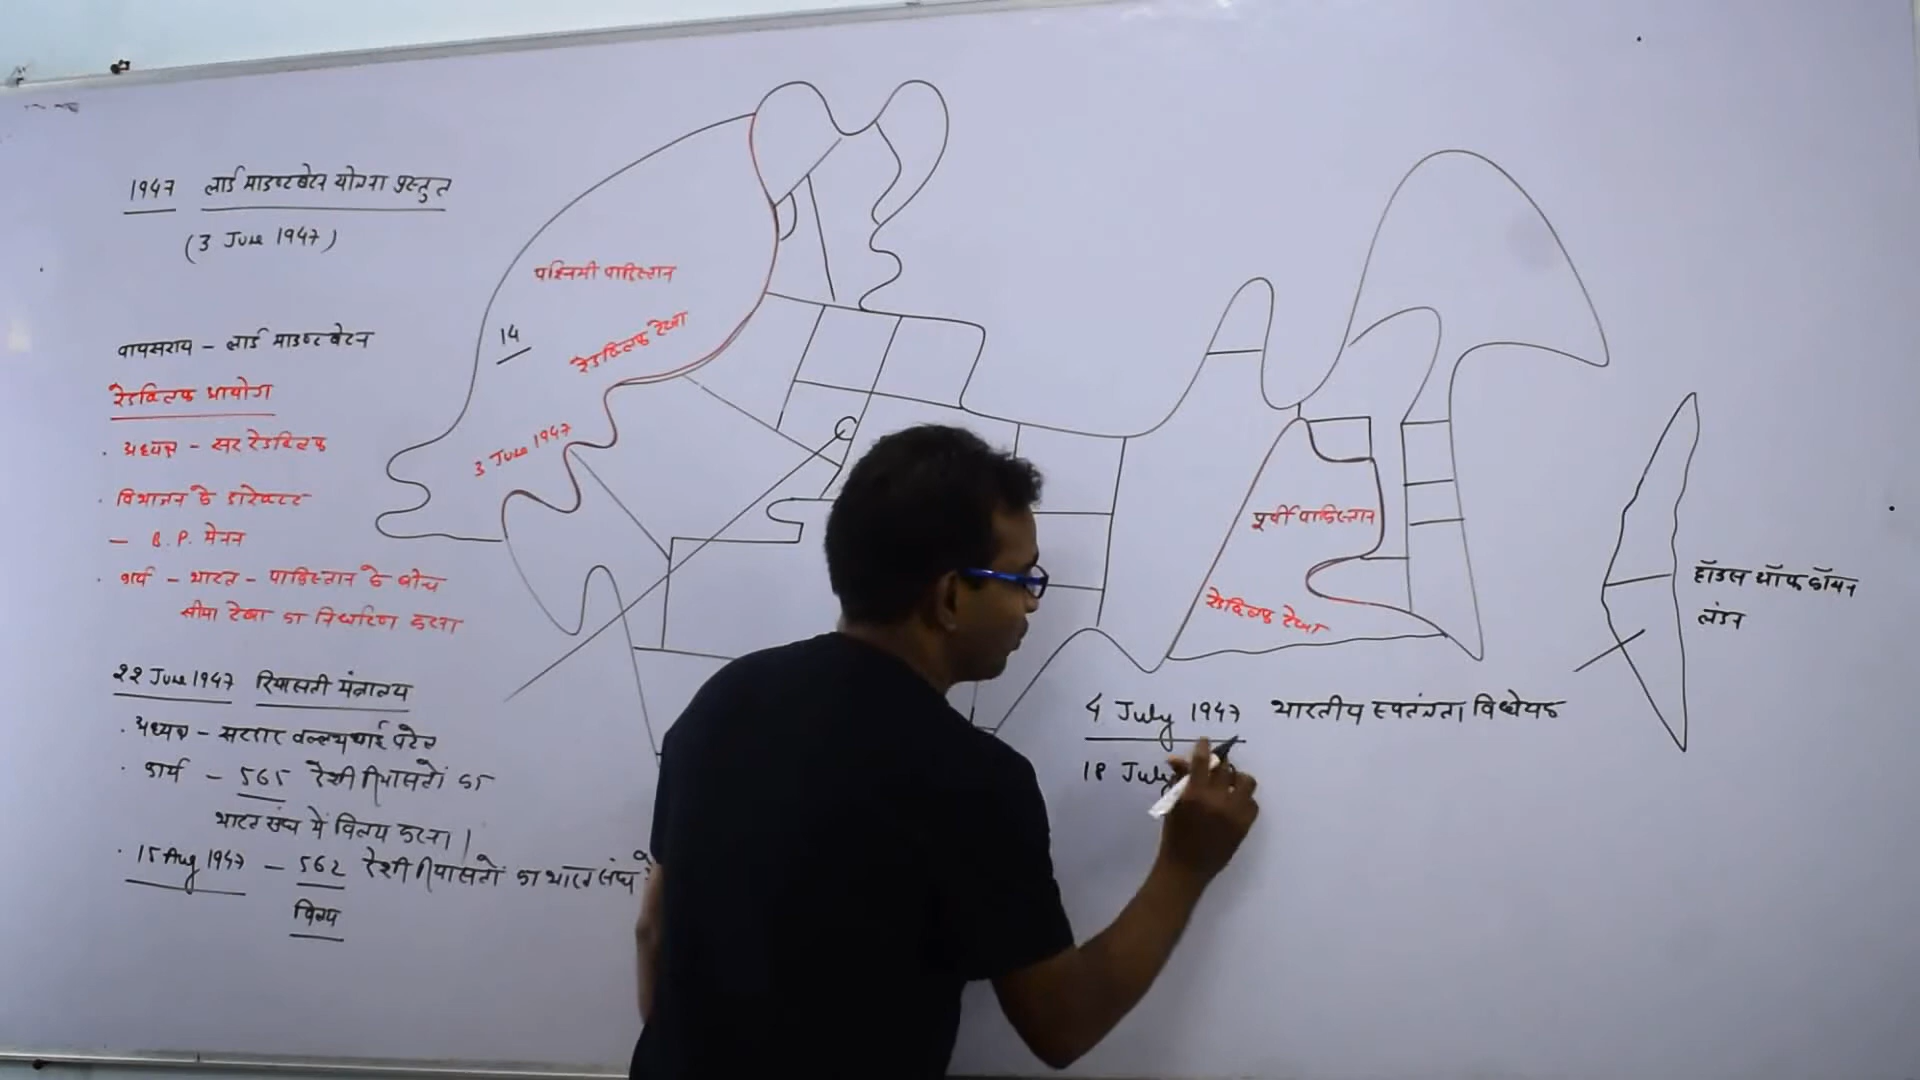 1947 लार्ड माउण्टबेटन योजना प्रस्तुत
(3 June 1947)
वायसराय - लार्ड माउण्टबेटन
रेडक्लिफ आयोग
· अध्यक्ष - सर रेडक्लिफ
· विभाजन के डारेक्टर
- B.P. मेनन
· कार्य - भारत - पाकिस्तान के बीच
सीमा रेखा का निर्धारण करना
22 June 1947 रियासती मंत्रालय
· अध्यक्ष - सरदार वल्लभभाई पटेल
· कार्य - 565 देशी रियासतों का
भारत संघ में विलय करना।
· 15 Aug 1947 - 562 देशी रियासतों का भारत संघ में
विलय
पश्चिमी पाकिस्तान
14
रेडक्लिफ रेखा
3 June 1947
पूर्वी पाकिस्तान
रेडक्लिफ रेखा
4 July 1947 भारतीय स्वतंत्रता विधेयक
18 July
हॉउस ऑफ कॉमन
लंडन